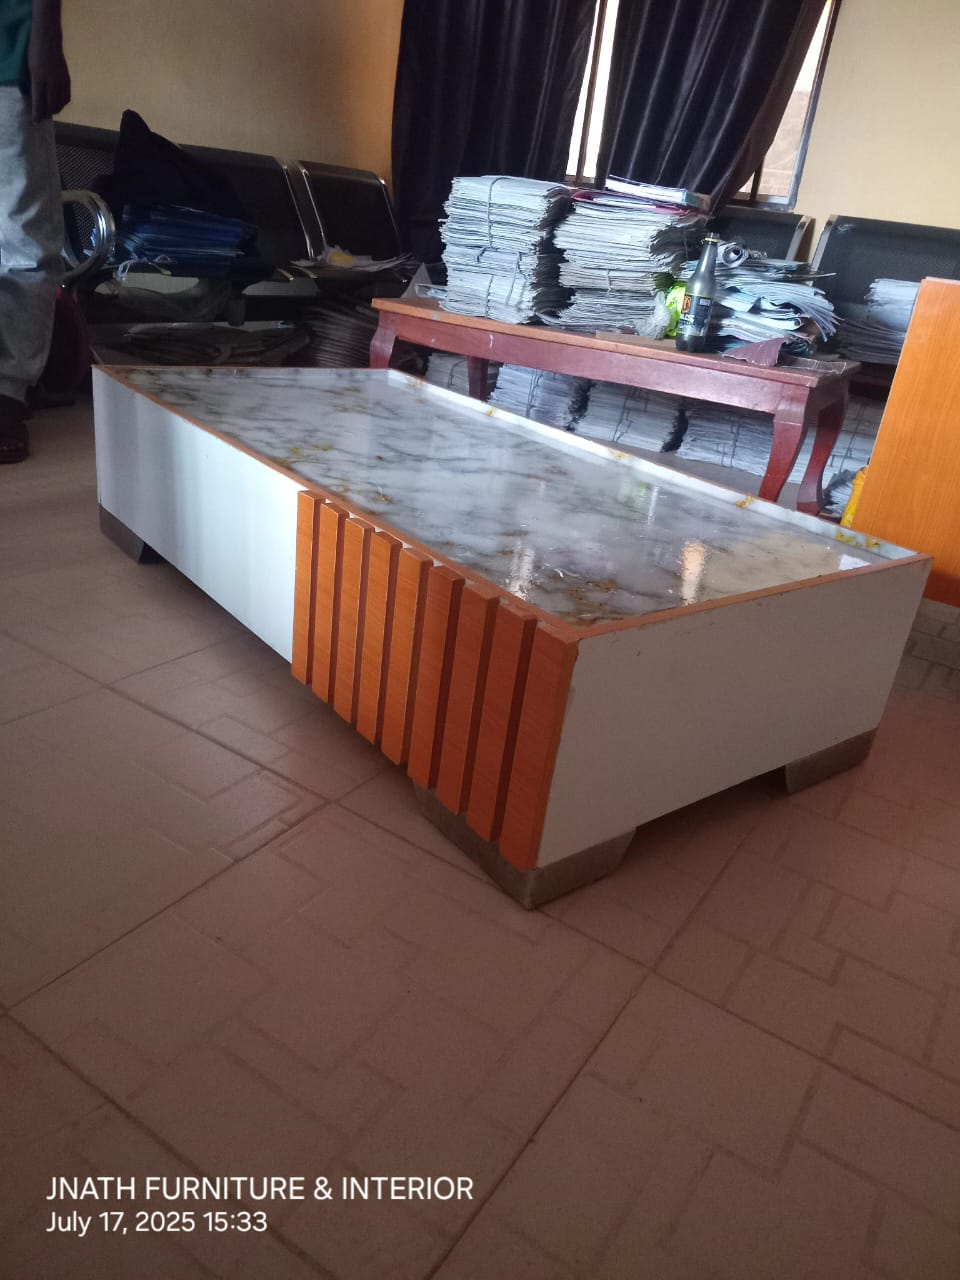 JNATH FURNITURE & INTERIOR
July 17, 2025 15:33